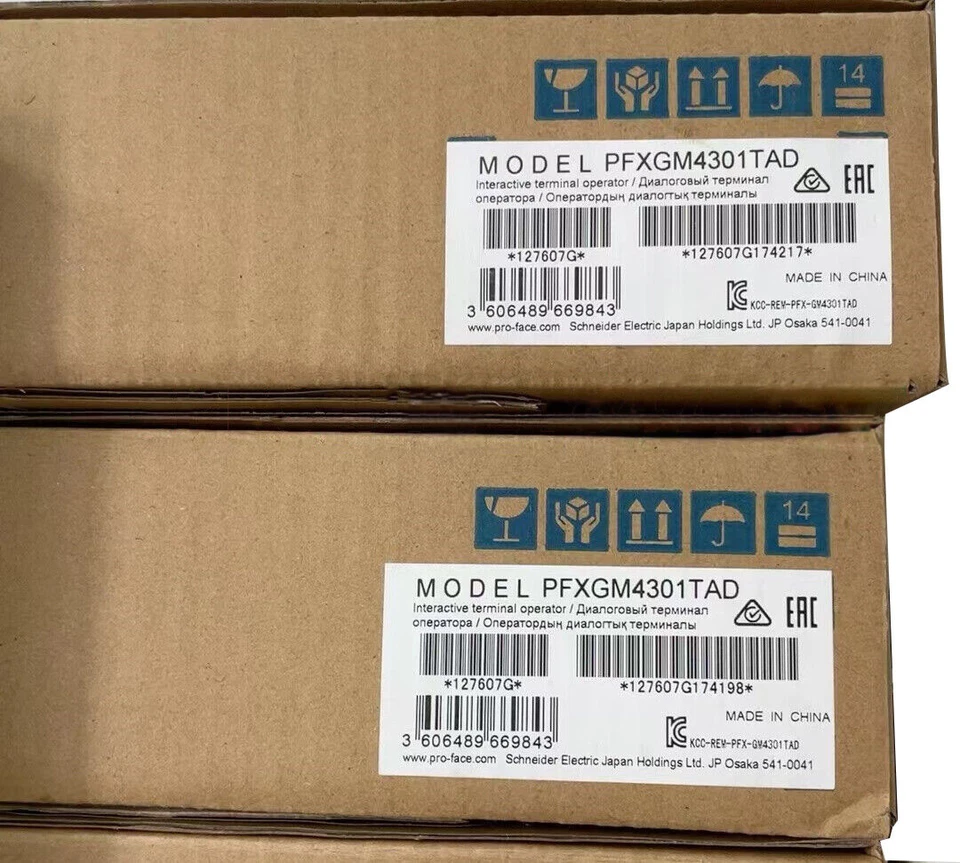 14
MODEL PFXGM4301TAD
Interactive terminal operator / Диалоговый терминал
оператора / Оператордың диалогтық терминалы
EAC
*127607G* *127607G174217*
MADE IN CHINA
3 606489 669843
KCC-REM-PFX-GM4301TAD
www.pro-face.com Schneider Electric Japan Holdings Ltd. JP Osaka 541-0041
14
MODEL PFXGM4301TAD
Interactive terminal operator / Диалоговый терминал
оператора / Оператордың диалогтық терминалы
EAC
*127607G* *127607G174198*
MADE IN CHINA
3 606489 669843
KCC-REM-PFX-GM4301TAD
www.pro-face.com Schneider Electric Japan Holdings Ltd. JP Osaka 541-0041